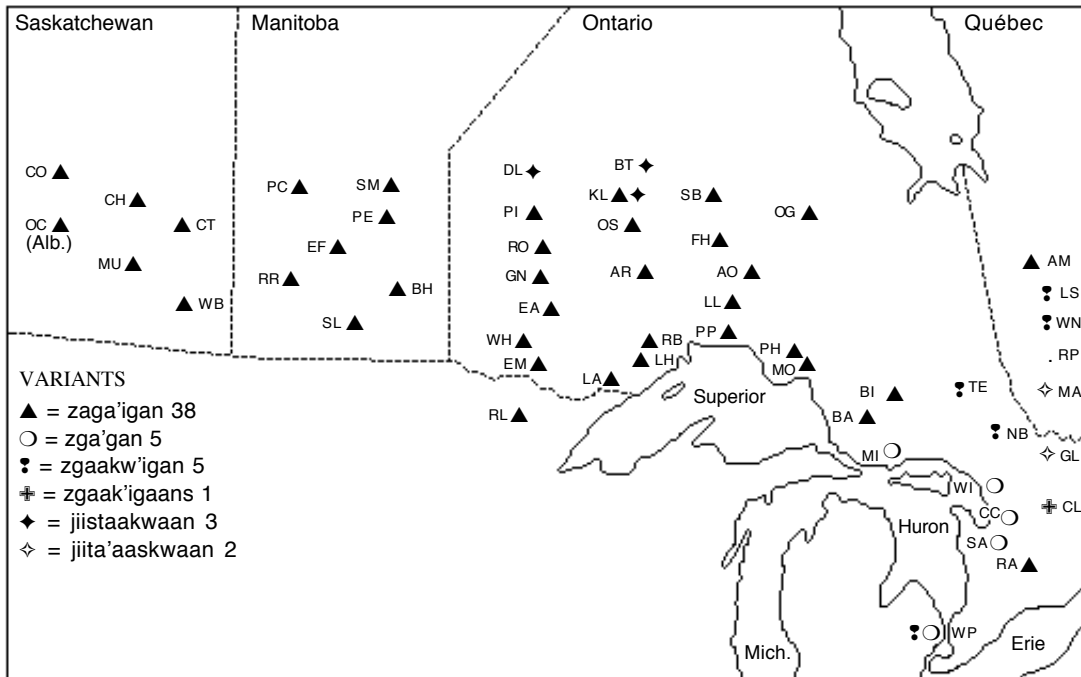 Saskatchewan Manitoba Ontario Québec
CO
CH
OC
(Alb.)
CT
MU
WB
PC
SM
PE
EF
RR
BH
SL
DL
BT
KL
SB
PI
OS
OG
RO
FH
GN
AR
AO
EA
LL
WH
RB
PP
EM
LH
PH
LA
MO
RL
AM
LS
WN
RP
MA
TE
NB
GL
CL
BI
BA
MI
WI
CC
SA
RA
WP
Superior
Huron
Mich.
Erie
VARIANTS
▲ = zaga'igan 38
❍ = zga'gan 5
❢ = zgaakw'igan 5
✙ = zgaak'igaans 1
✦ = jiistaakwaan 3
✧ = jiita'aaskwaan 2